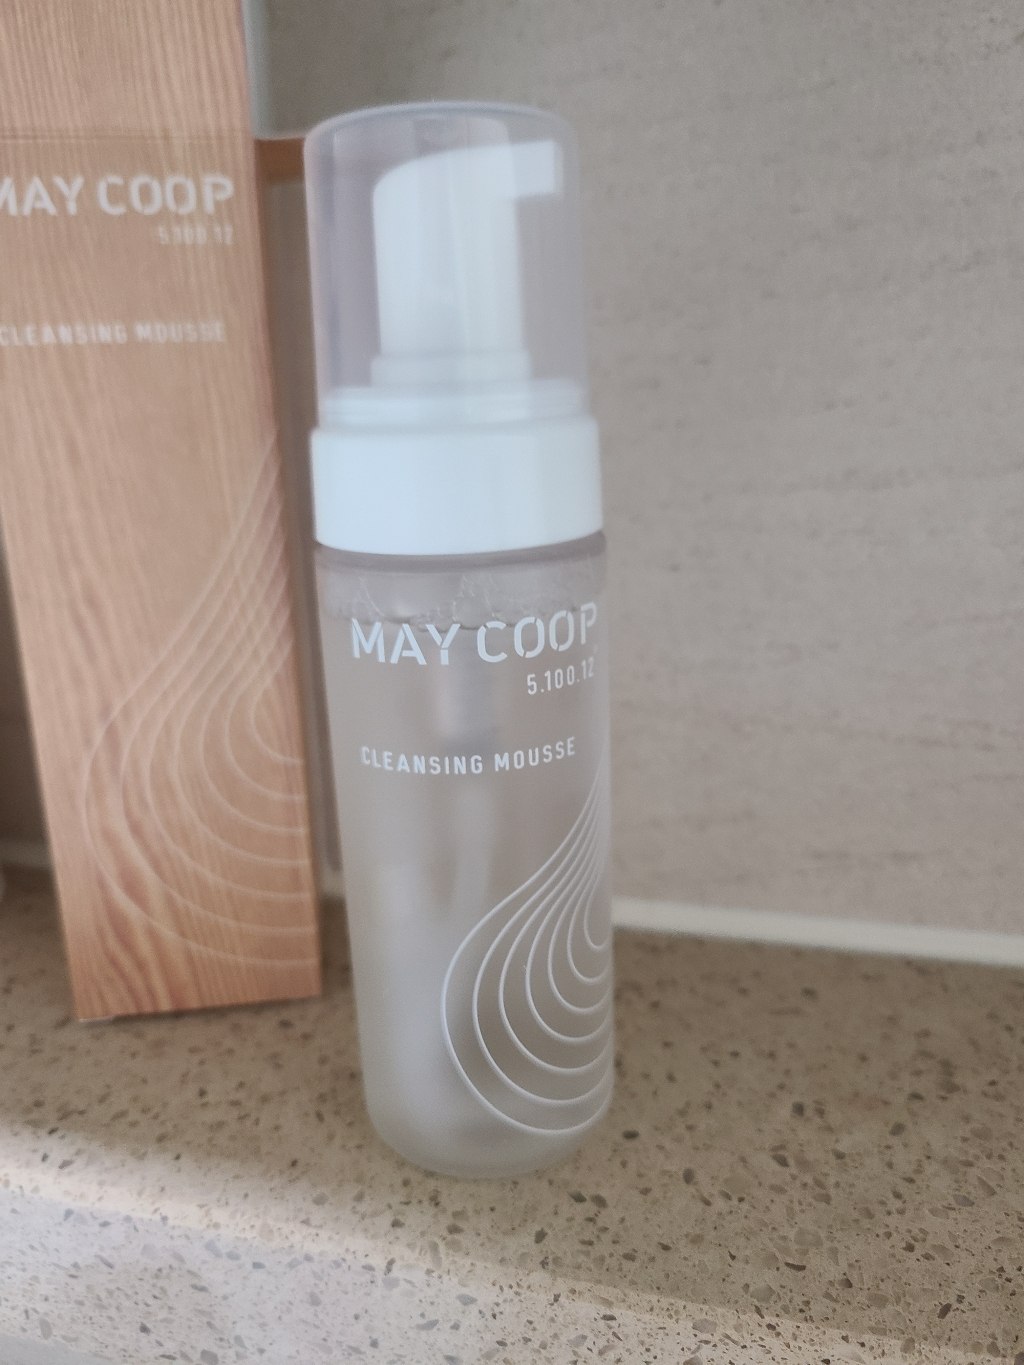 MAY COOP
5.100.12
CLEANSING MOUSSE
MAY COOP
5.100.12
CLEANSING MOUSSE